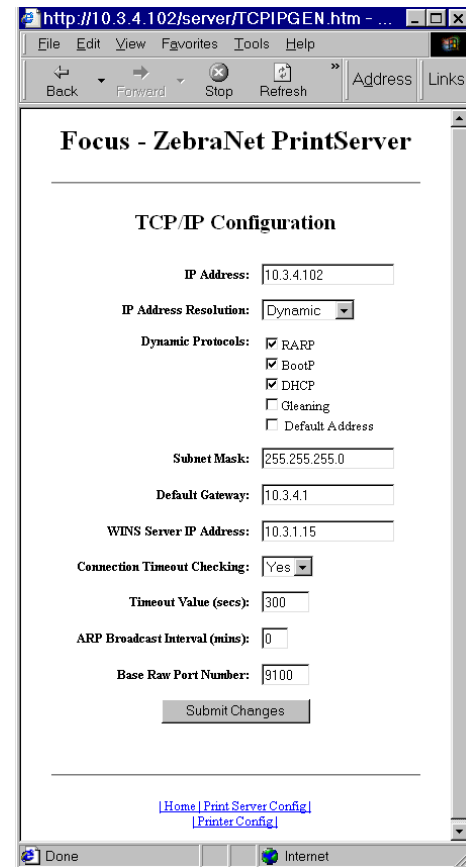 http://10.3.4.102/server/TCPIPGEN.htm - ...
File Edit View Favorites Tools Help
Back Forward Stop Refresh » Address Links
Focus - ZebraNet PrintServer
TCP/IP Configuration
IP Address: 10.3.4.102
IP Address Resolution: Dynamic
Dynamic Protocols: RARP
BootP
DHCP
Gleaning
Default Address
Subnet Mask: 255.255.255.0
Default Gateway: 10.3.4.1
WINS Server IP Address: 10.3.1.15
Connection Timeout Checking: Yes
Timeout Value (secs): 300
ARP Broadcast Interval (mins): 0
Base Raw Port Number: 9100
Submit Changes
| Home | Print Server Config |
| Printer Config |
Done Internet